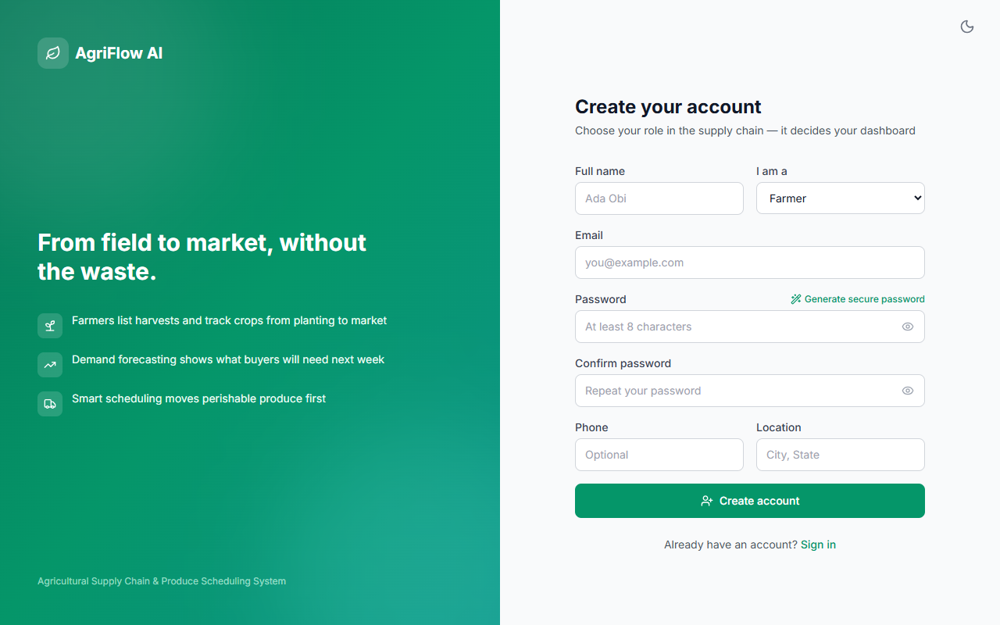 AgriFlow AI
From field to market, without
the waste.
Farmers list harvests and track crops from planting to market
Demand forecasting shows what buyers will need next week
Smart scheduling moves perishable produce first
Agricultural Supply Chain & Produce Scheduling System
Create your account
Choose your role in the supply chain — it decides your dashboard
Full name
I am a
Ada Obi
Farmer
Email
you@example.com
Password
Generate secure password
At least 8 characters
Confirm password
Repeat your password
Phone
Location
Optional
City, State
Create account
Already have an account? Sign in